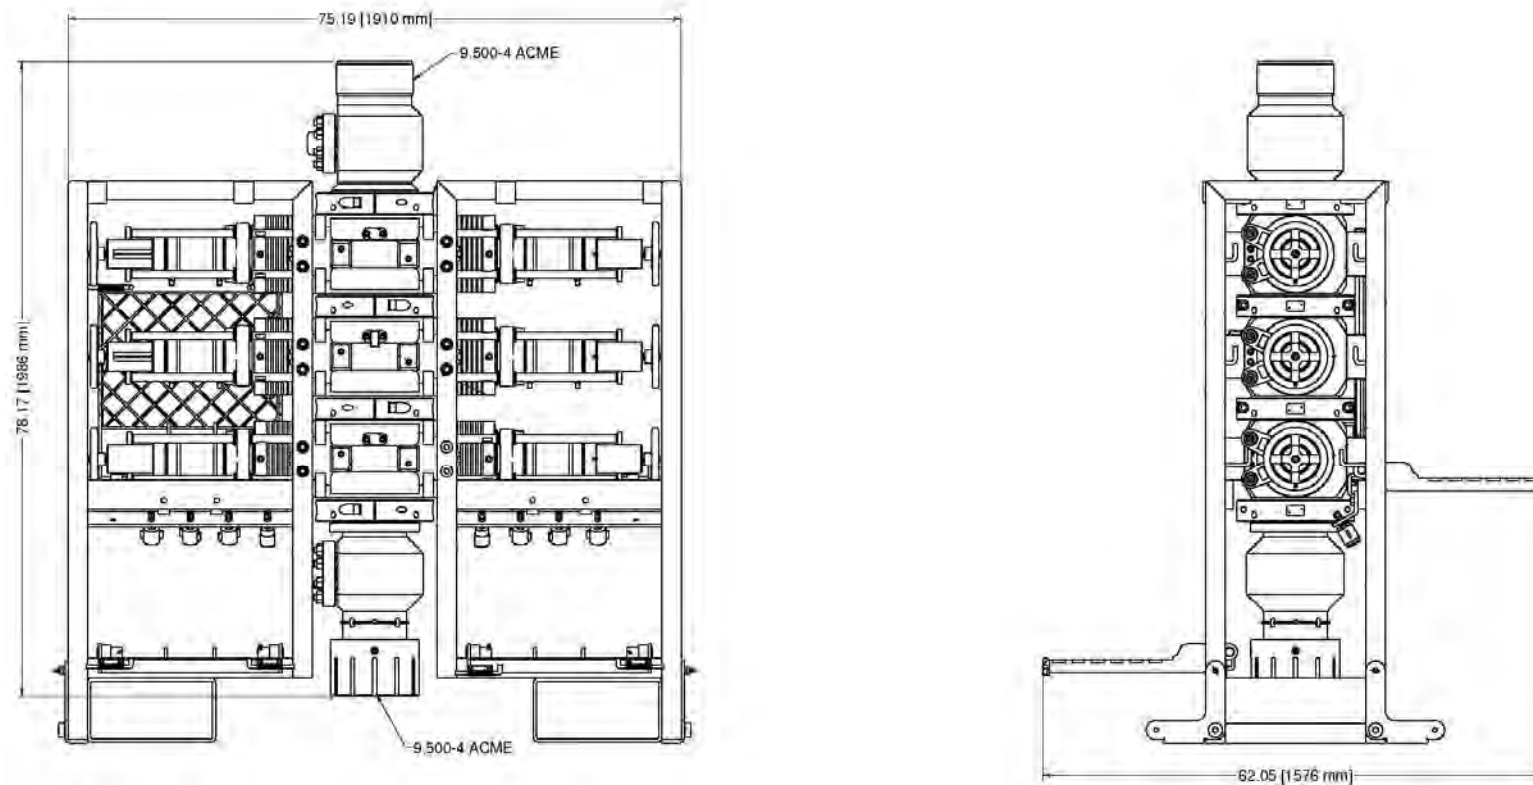 75.19 [1910 mm]
9.500-4 ACME
78.17 [1986 mm]
9.500-4 ACME
62.05 [1576 mm]